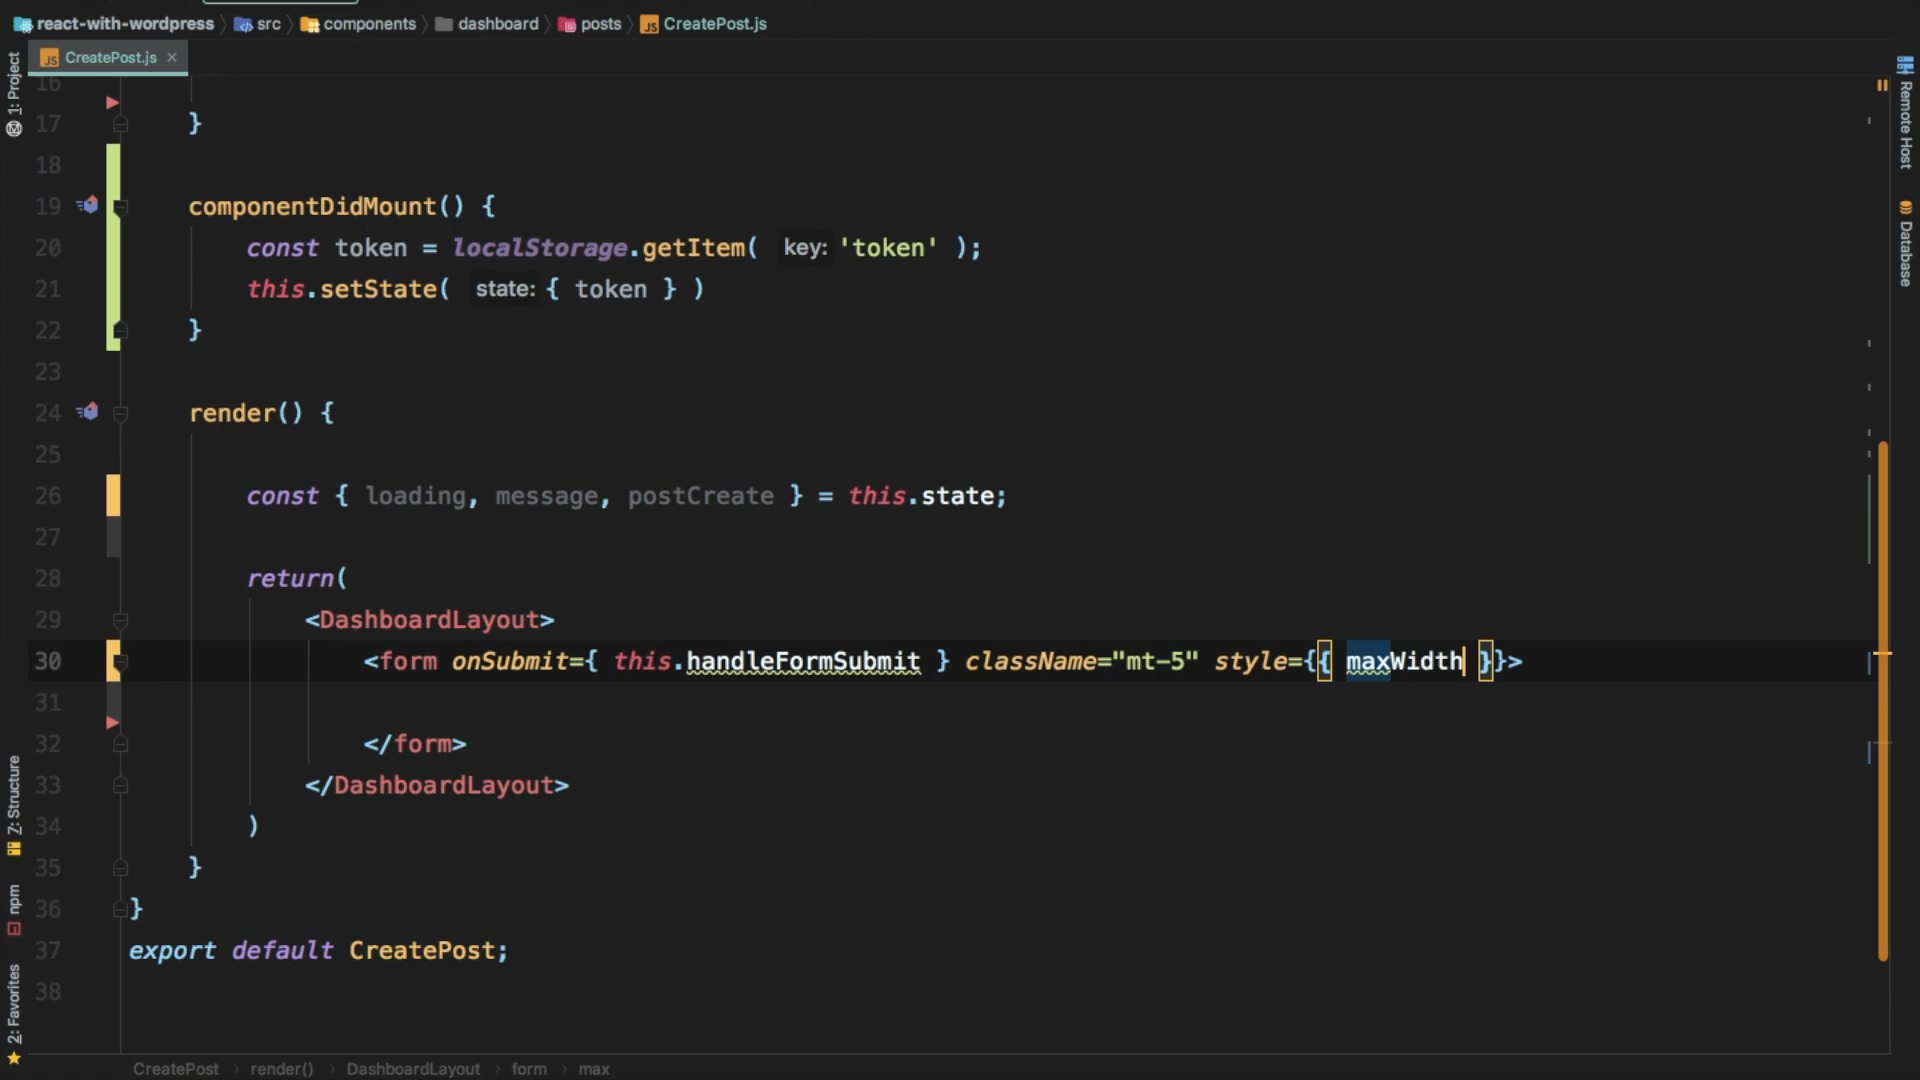 react-with-wordpress src components dashboard posts CreatePost.js
CreatePost.js
1: Project
Z: Structure
npm
2: Favorites
Remote Host
Database
16
17 }
18
19 componentDidMount() {
20 const token = localStorage.getItem( key: 'token' );
21 this.setState( state: { token } )
22 }
23
24 render() {
25
26 const { loading, message, postCreate } = this.state;
27
28 return(
29 <DashboardLayout>
30 <form onSubmit={ this.handleFormSubmit } className="mt-5" style={{ maxWidth }}>
31
32 </form>
33 </DashboardLayout>
34 )
35 }
36 }
37 export default CreatePost;
38
CreatePost › render() › DashboardLayout › form › max